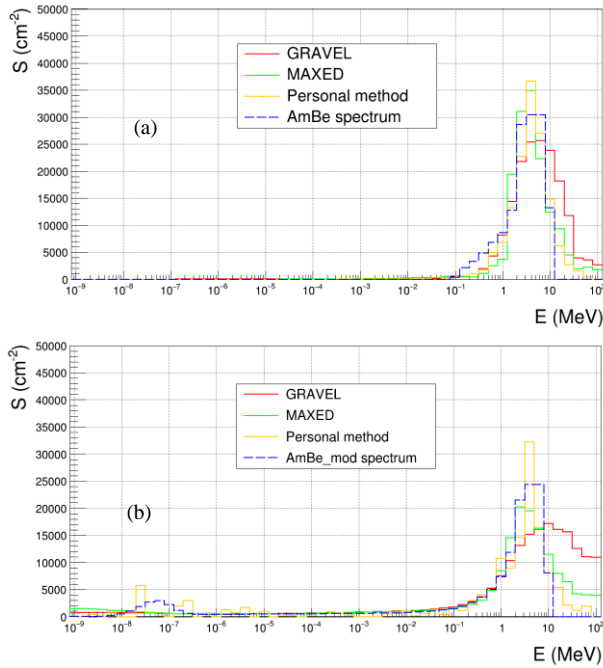 S (cm⁻²)
50000
45000
40000
35000
30000
25000
20000
15000
10000
5000
0
GRAVEL
MAXED
Personal method
AmBe spectrum
(a)
10⁻⁹ 10⁻⁸ 10⁻⁷ 10⁻⁶ 10⁻⁵ 10⁻⁴ 10⁻³ 10⁻² 10⁻¹ 1 10 10²
E (MeV)
S (cm⁻²)
50000
45000
40000
35000
30000
25000
20000
15000
10000
5000
0
GRAVEL
MAXED
Personal method
AmBe_mod spectrum
(b)
10⁻⁹ 10⁻⁸ 10⁻⁷ 10⁻⁶ 10⁻⁵ 10⁻⁴ 10⁻³ 10⁻² 10⁻¹ 1 10 10²
E (MeV)